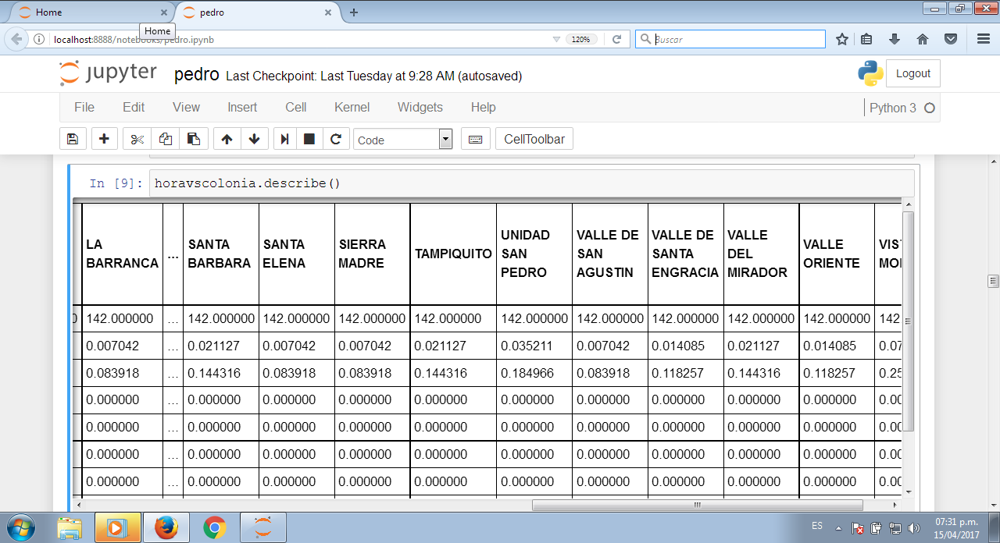 Home
pedro
Home
localhost:8888/notebooks/pedro.ipynb
120%
Buscar
jupyter pedro Last Checkpoint: Last Tuesday at 9:28 AM (autosaved)
Logout
File Edit View Insert Cell Kernel Widgets Help
Python 3
Code
CellToolbar
In [9]: horavscolonia.describe()
LA BARRANCA ... SANTA BARBARA SANTA ELENA SIERRA MADRE TAMPIQUITO UNIDAD SAN PEDRO VALLE DE SAN AGUSTIN VALLE DE SANTA ENGRACIA VALLE DEL MIRADOR VALLE ORIENTE
142.000000 ... 142.000000 142.000000 142.000000 142.000000 142.000000 142.000000 142.000000 142.000000 142.000000 142
0.007042 ... 0.021127 0.007042 0.007042 0.021127 0.035211 0.007042 0.014085 0.021127 0.014085 0.07
0.083918 ... 0.144316 0.083918 0.083918 0.144316 0.184966 0.083918 0.118257 0.144316 0.118257 0.25
0.000000 ... 0.000000 0.000000 0.000000 0.000000 0.000000 0.000000 0.000000 0.000000 0.000000 0.00
0.000000 ... 0.000000 0.000000 0.000000 0.000000 0.000000 0.000000 0.000000 0.000000 0.000000 0.00
0.000000 ... 0.000000 0.000000 0.000000 0.000000 0.000000 0.000000 0.000000 0.000000 0.000000 0.00
0.000000 ... 0.000000 0.000000 0.000000 0.000000 0.000000 0.000000 0.000000 0.000000 0.000000 0.00
ES
07:31 p.m.
15/04/2017